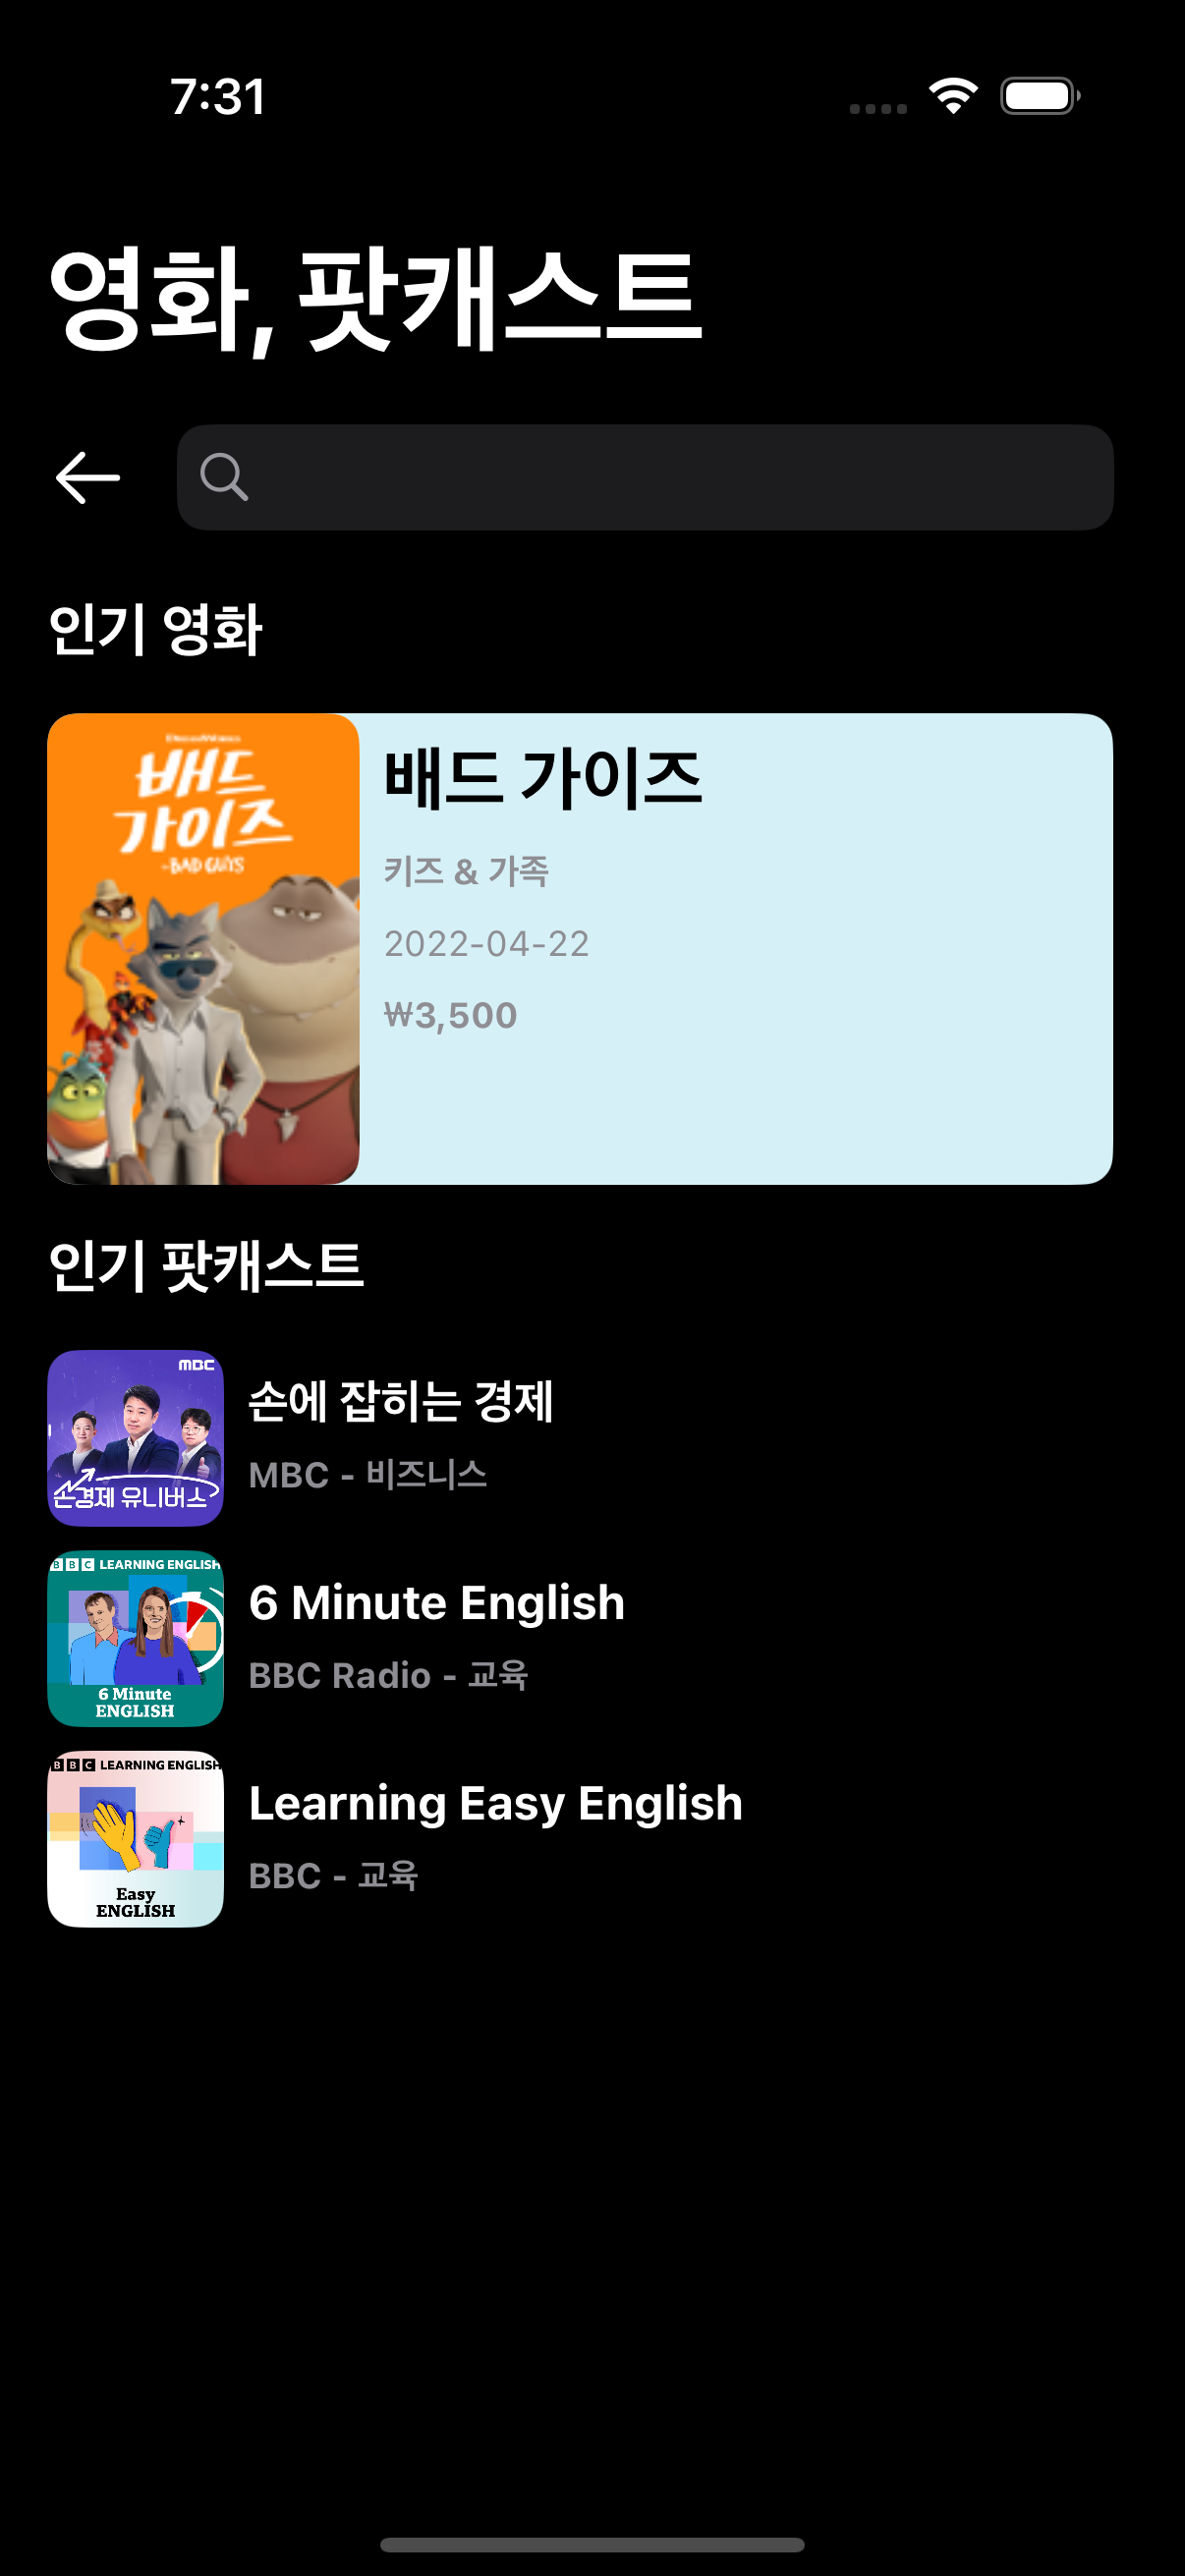 7:31
영화, 팟캐스트
인기 영화
배드
가이즈
BAD GUYS
배드 가이즈
키즈 & 가족
2022-04-22
₩3,500
인기 팟캐스트
MBC
손경제 유니버스
손에 잡히는 경제
MBC - 비즈니스
BBC LEARNING ENGLISH
6 Minute
ENGLISH
6 Minute English
BBC Radio - 교육
BBC LEARNING ENGLISH
Easy
ENGLISH
Learning Easy English
BBC - 교육